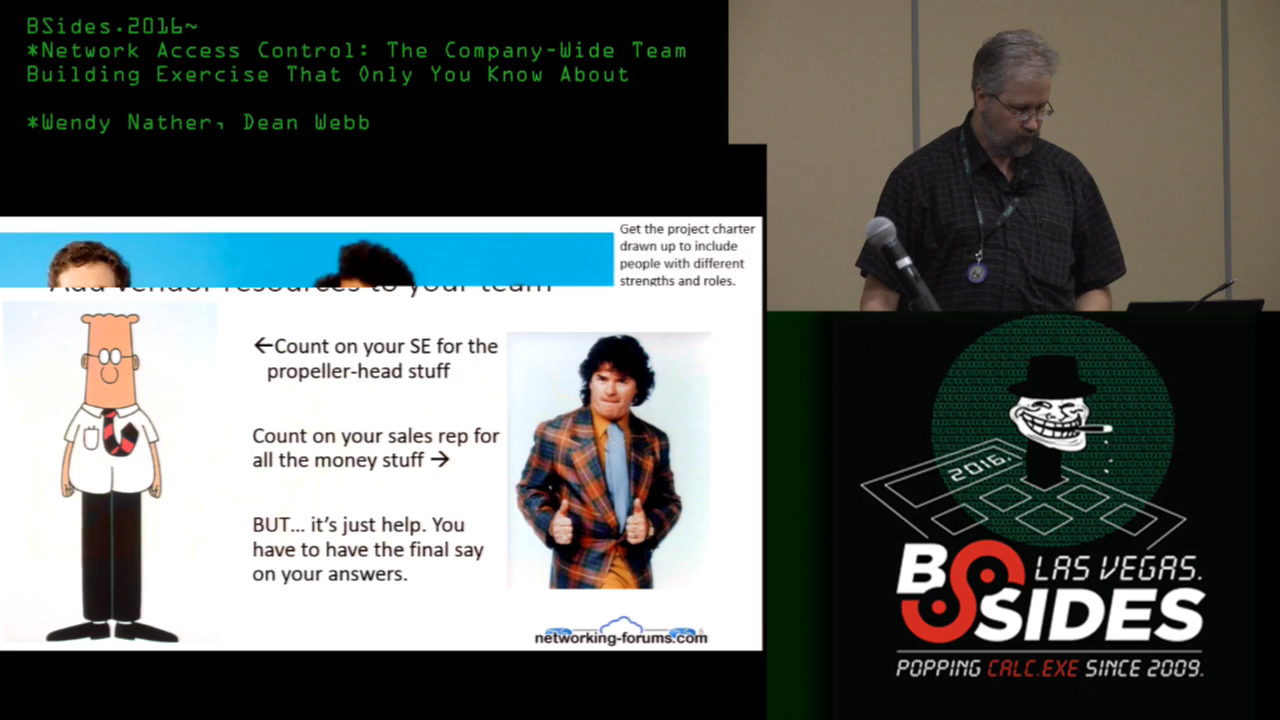 BSides.2016~
*Network Access Control: The Company-Wide Team
Building Exercise That Only You Know About
*Wendy Nather, Dean Webb
Get the project charter
drawn up to include
people with different
strengths and roles.
Add vendor resources to your team
←Count on your SE for the
propeller-head stuff
Count on your sales rep for
all the money stuff →
BUT... it's just help. You
have to have the final say
on your answers.
networking-forums.com
2016.
BSIDES
LAS VEGAS.
POPPING CALC.EXE SINCE 2009.